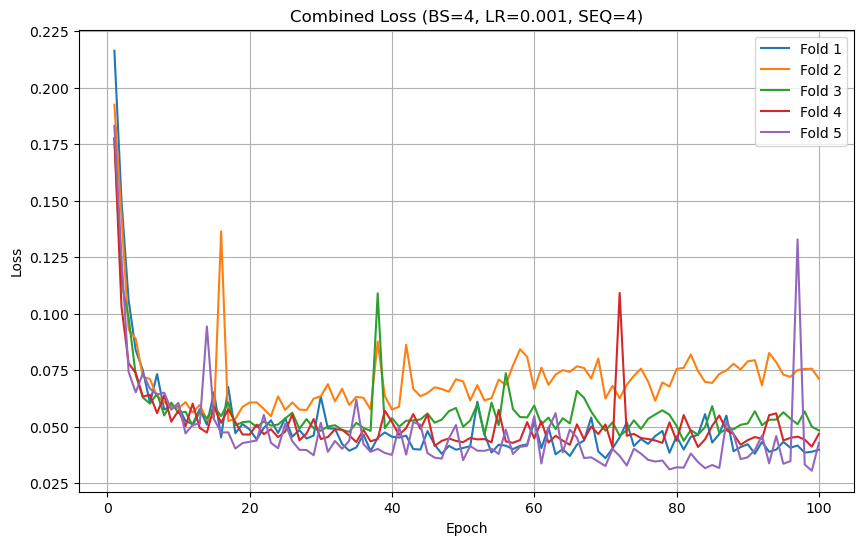 Combined Loss (BS=4, LR=0.001, SEQ=4)
Fold 1
Fold 2
Fold 3
Fold 4
Fold 5
Loss
0.225
0.200
0.175
0.150
0.125
0.100
0.075
0.050
0.025
0 20 40 60 80 100
Epoch